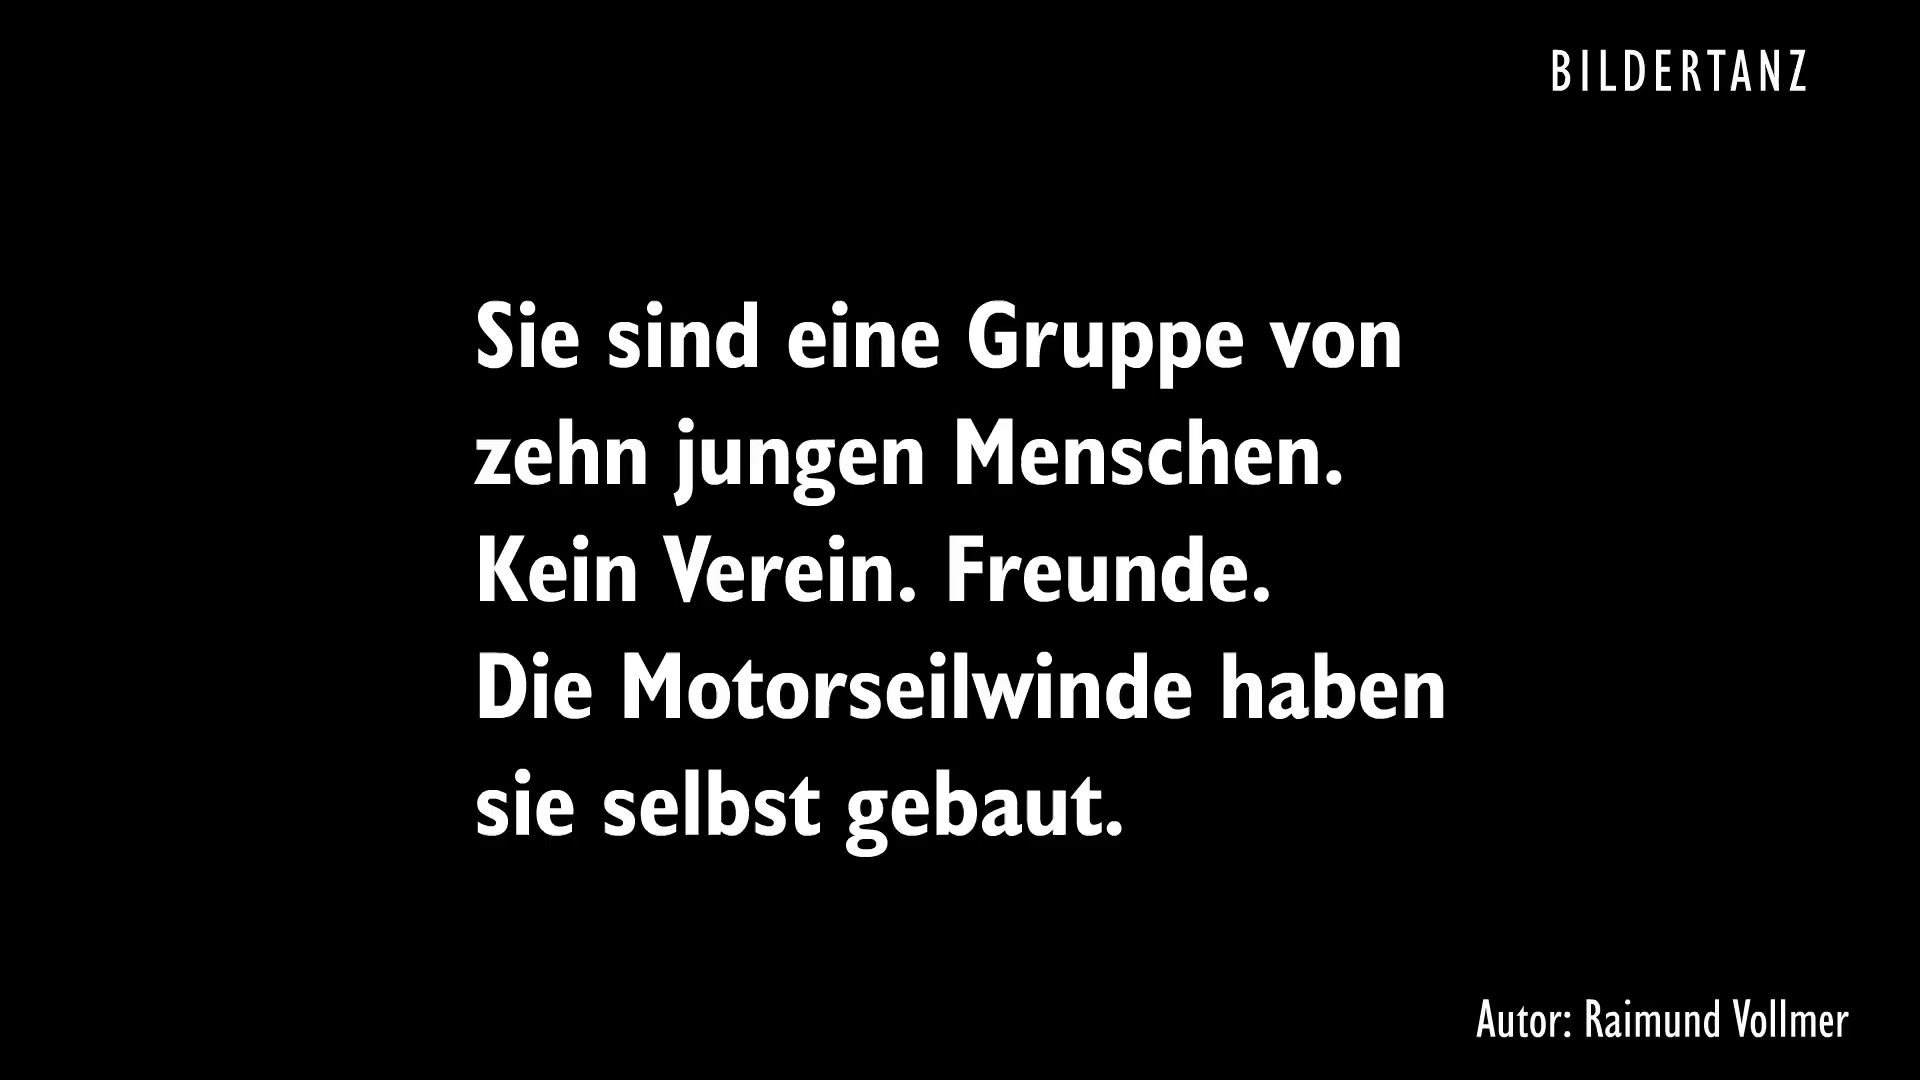 BILDERTANZ
Sie sind eine Gruppe von
zehn jungen Menschen.
Kein Verein. Freunde.
Die Motorseilwinde haben
sie selbst gebaut.
Autor: Raimund Vollmer